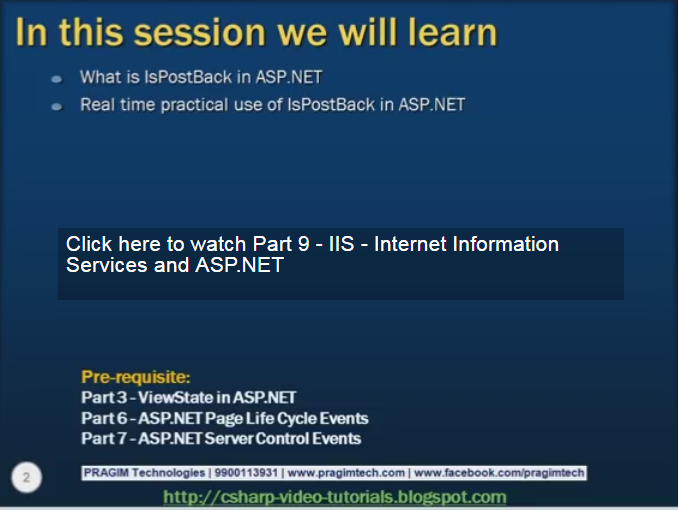 In this session we will learn
What is IsPostBack in ASP.NET
Real time practical use of IsPostBack in ASP.NET
Click here to watch Part 9 - IIS - Internet Information
Services and ASP.NET
Pre-requisite:
Part 3 - ViewState in ASP.NET
Part 6 - ASP.NET Page Life Cycle Events
Part 7 - ASP.NET Server Control Events
2
PRAGIM Technologies | 9900113931 | www.pragimtech.com | www.facebook.com/pragimtech
http://csharp-video-tutorials.blogspot.com